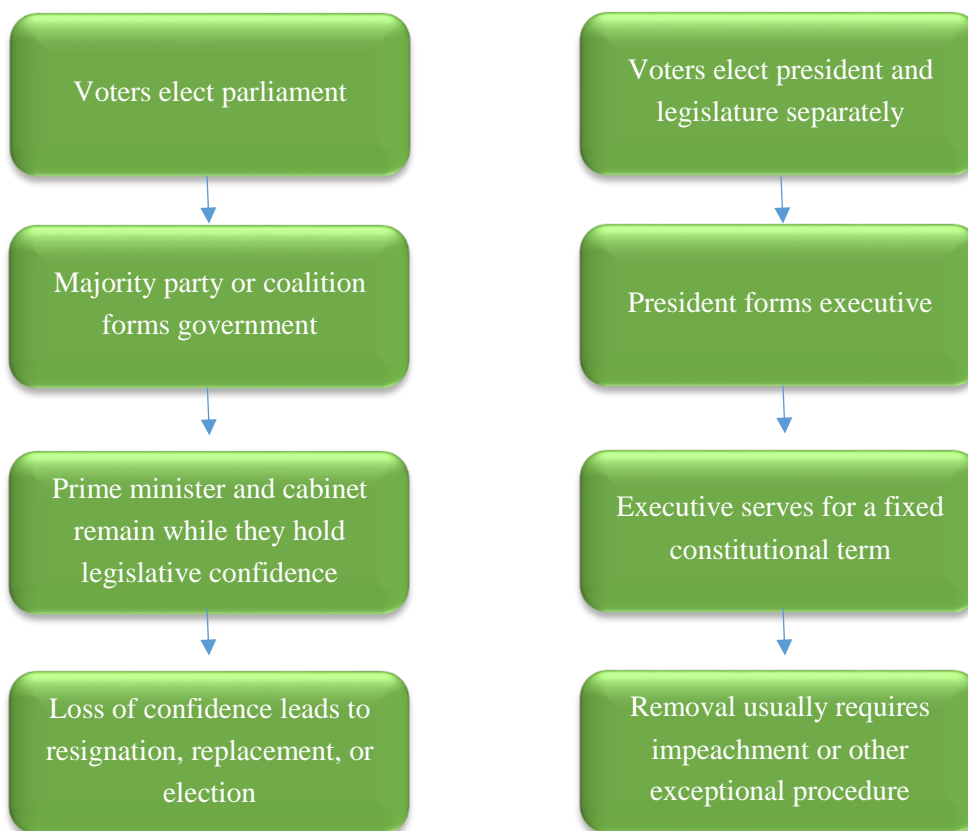 Voters elect parliament
Majority party or coalition
forms government
Prime minister and cabinet
remain while they hold
legislative confidence
Loss of confidence leads to
resignation, replacement, or
election
Voters elect president and
legislature separately
President forms executive
Executive serves for a fixed
constitutional term
Removal usually requires
impeachment or other
exceptional procedure